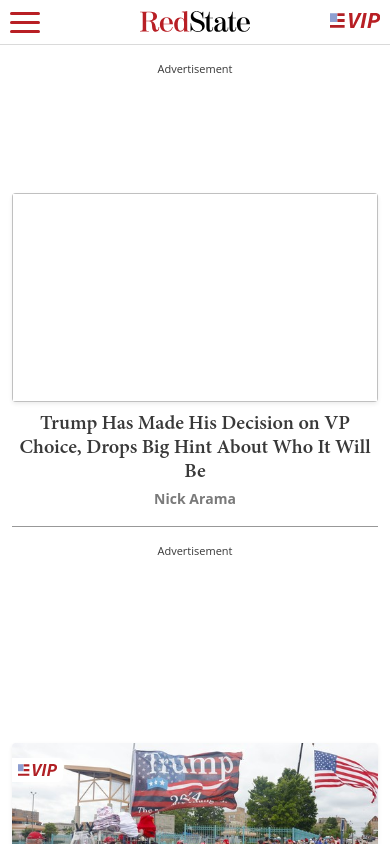 RedState
VIP
Advertisement
Trump Has Made His Decision on VP
Choice, Drops Big Hint About Who It Will
Be
Nick Arama
Advertisement
VIP
Trump
The